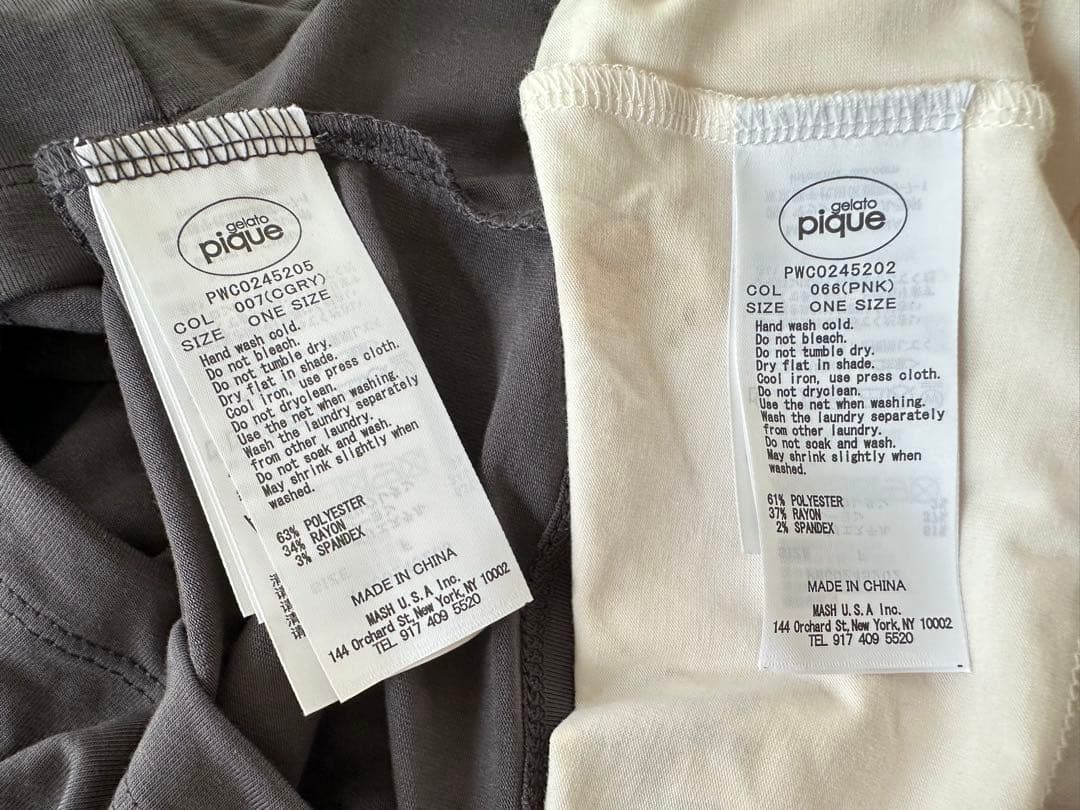 gelato
pique
PWCO245205
COL 007(CGRY)
SIZE ONE SIZE
Hand wash cold.
Do not bleach.
Do not tumble dry.
Dry flat in shade.
Cool iron, use press cloth.
Do not dryolean.
Use the net when washing.
Wash the laundry separately
from other laundry.
Do not soak and wash.
May shrink slightly when
washed.
63% POLYESTER
34% RAYON
3% SPANDEX
MADE IN CHINA
MASH U.S.A Inc.
144 Orchard St,New York,NY 10002
TEL 917 409 5520
gelato
pique
PWCO245202
COL 066(PNK)
SIZE ONE SIZE
Hand wash cold.
Do not bleach.
Do not tumble dry.
Dry flat in shade.
Cool iron, use press cloth.
Do not dryolean.
Use the net when washing.
Wash the laundry separately
from other laundry.
Do not soak and wash.
May shrink slightly when
washed.
61% POLYESTER
37% RAYON
2% SPANDEX
MADE IN CHINA
MASH U.S.A Inc.
144 Orchard St,New York,NY 10002
TEL 917 409 5520